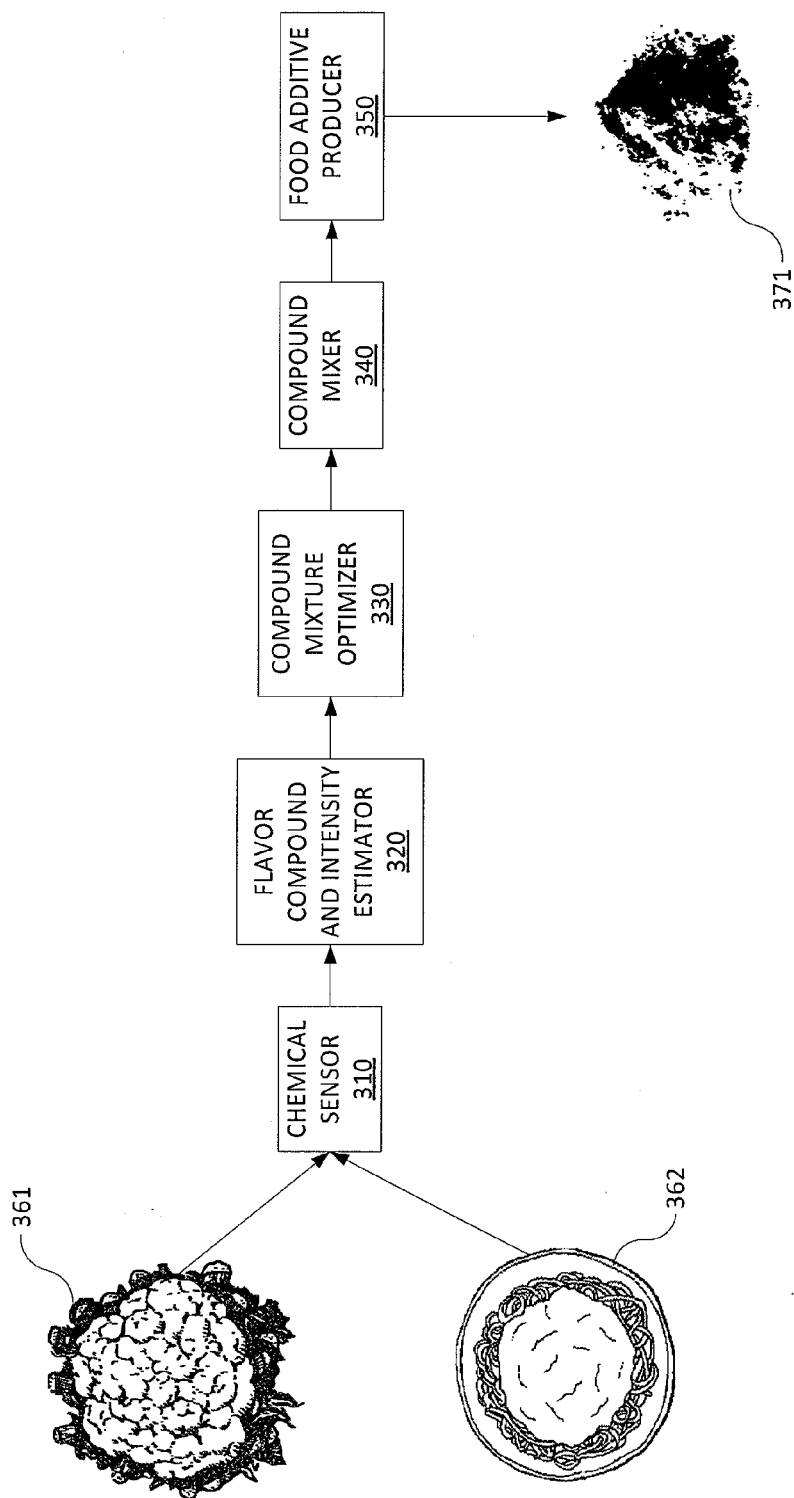 361
362
CHEMICAL
SENSOR
310
FLAVOR
COMPOUND
AND INTENSITY
ESTIMATOR
320
COMPOUND
MIXTURE
OPTIMIZER
330
COMPOUND
MIXER
340
FOOD ADDITIVE
PRODUCER
350
371